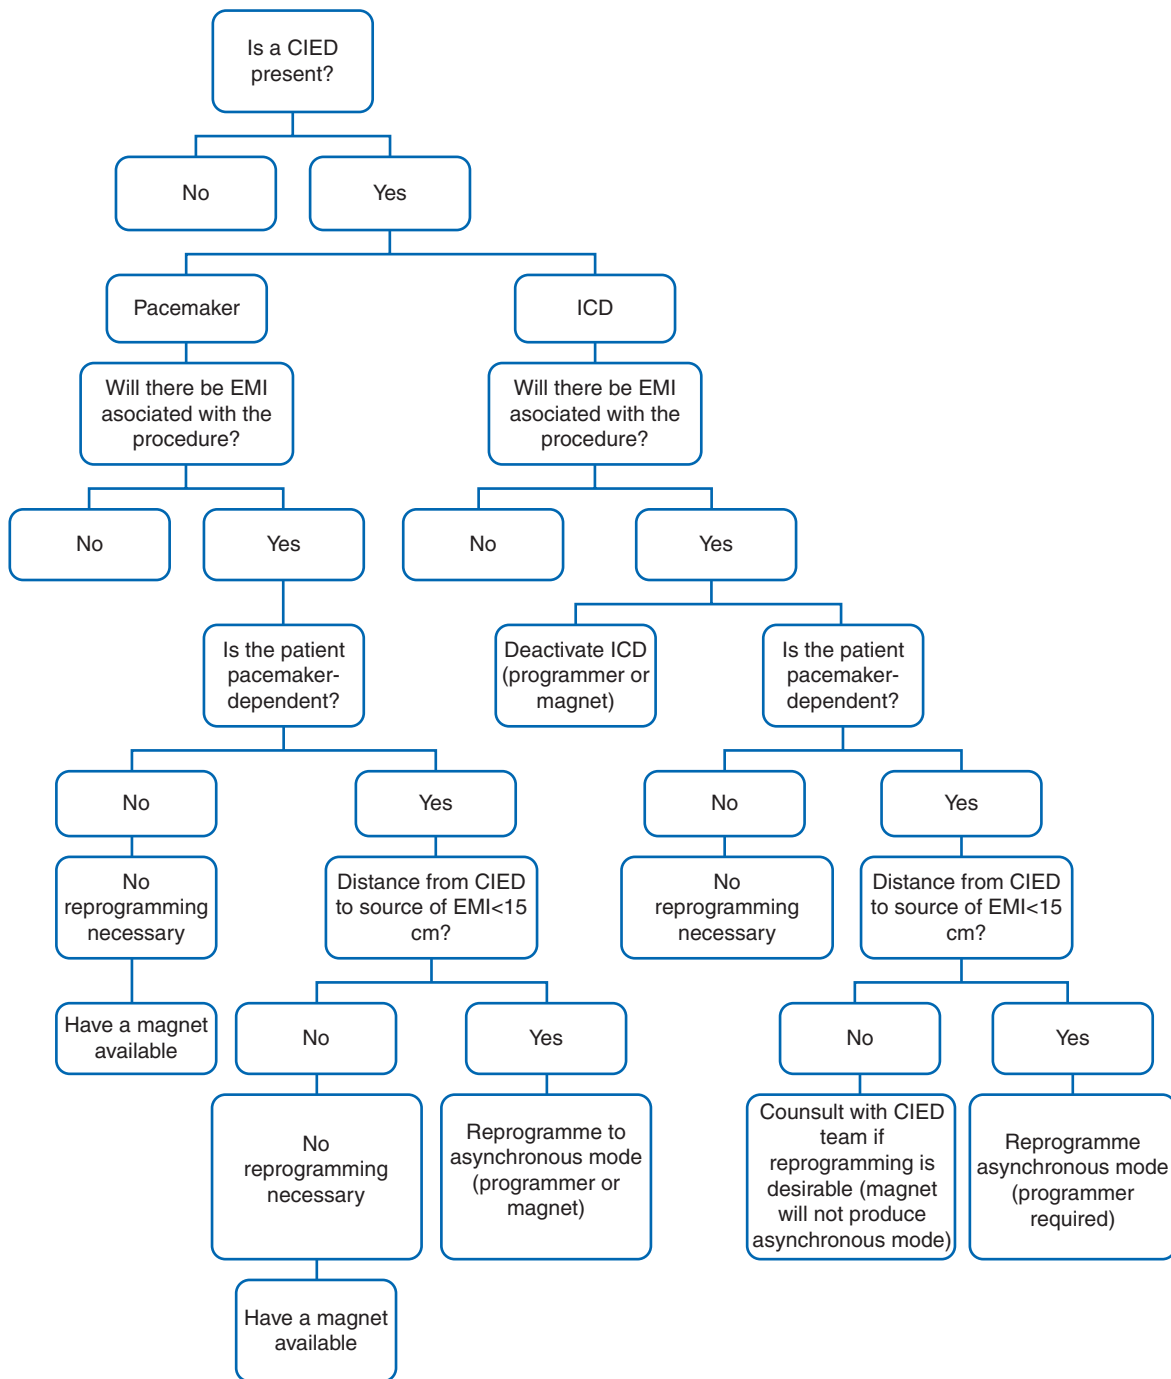 Is a CIED
present?
No
Yes
Pacemaker
ICD
Will there be EMI
asociated with the
procedure?
Will there be EMI
asociated with the
procedure?
No
Yes
No
Yes
Is the patient
pacemaker-
dependent?
Deactivate ICD
(programmer or
magnet)
Is the patient
pacemaker-
dependent?
No
Yes
No
Yes
No
reprogramming
necessary
Distance from CIED
to source of EMI<15
cm?
No
reprogramming
necessary
Distance from CIED
to source of EMI<15
cm?
Have a magnet
available
No
Yes
No
Yes
No
reprogramming
necessary
Reprogramme to
asynchronous mode
(programmer or
magnet)
Counsult with CIED
team if
reprogramming is
desirable (magnet
will not produce
asynchronous mode)
Reprogramme
asynchronous mode
(programmer
required)
Have a magnet
available